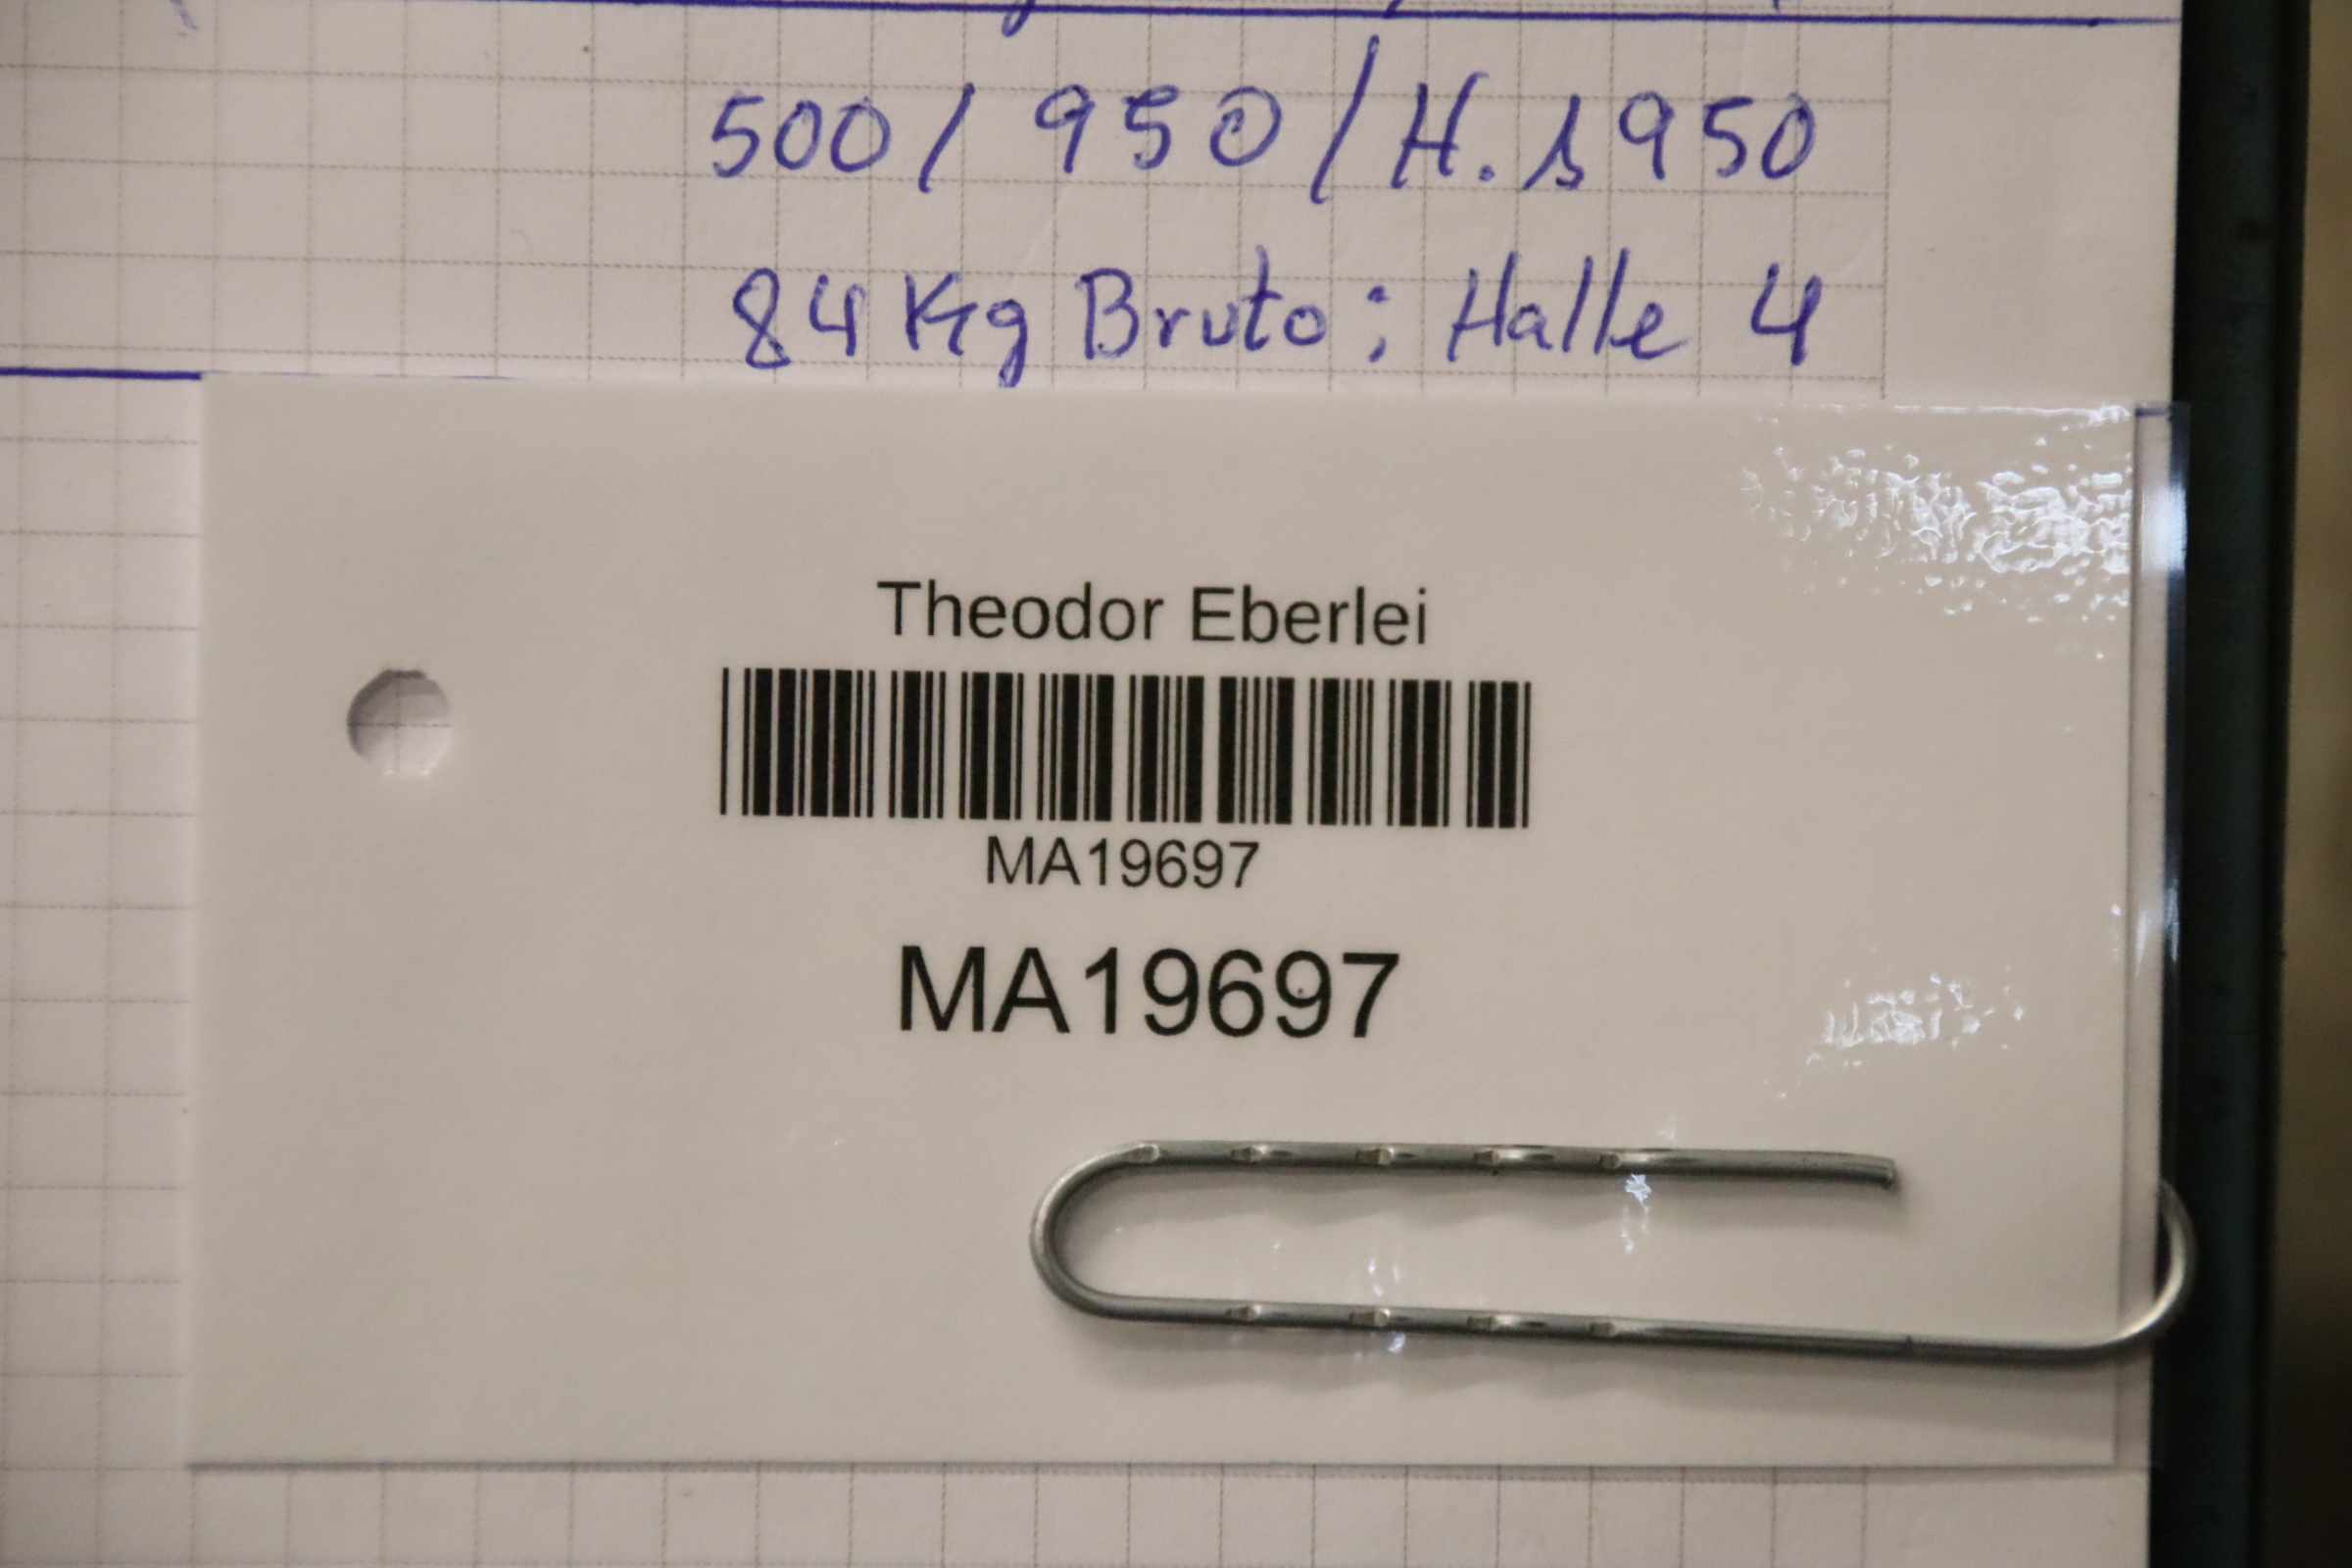 500 / 950 / H. 1950
84 Kg Bruto; Halle 4
Theodor Eberlei
MA19697
MA19697